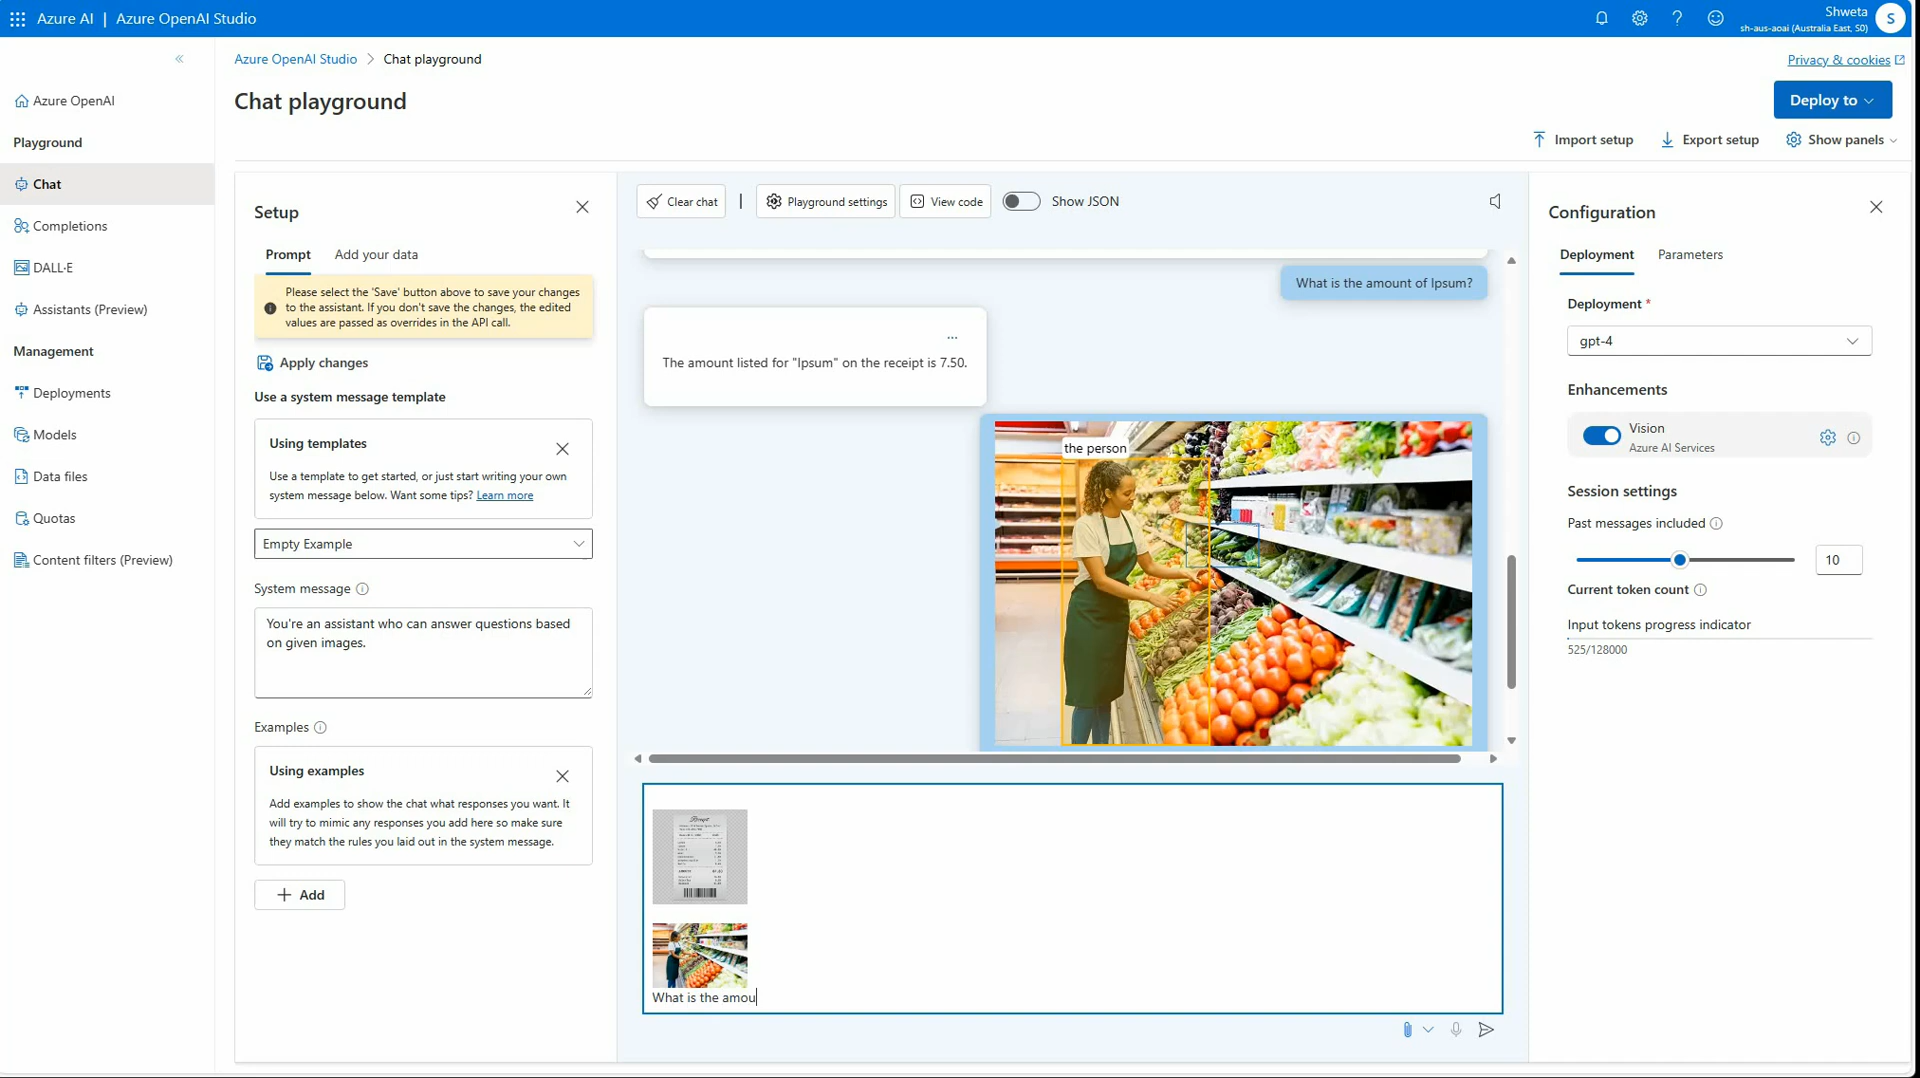 Azure AI | Azure OpenAI Studio
Shweta
sh-aus-aoai (Australia East, S0)
S
Azure OpenAI Studio > Chat playground
Privacy & cookies
Chat playground
Deploy to
Import setup
Export setup
Show panels
Azure OpenAI
Playground
Chat
Completions
DALL·E
Assistants (Preview)
Management
Deployments
Models
Data files
Quotas
Content filters (Preview)
Setup
Prompt
Add your data
Please select the 'Save' button above to save your changes
to the assistant. If you don't save the changes, the edited
values are passed as overrides in the API call.
Apply changes
Use a system message template
Using templates
Use a template to get started, or just start writing your own
system message below. Want some tips? Learn more
Empty Example
System message
You're an assistant who can answer questions based
on given images.
Examples
Using examples
Add examples to show the chat what responses you want. It
will try to mimic any responses you add here so make sure
they match the rules you laid out in the system message.
Add
Clear chat
Playground settings
View code
Show JSON
What is the amount of Ipsum?
...
The amount listed for "Ipsum" on the receipt is 7.50.
the person
Receipt
What is the amou
Configuration
Deployment
Parameters
Deployment *
gpt-4
Enhancements
Vision
Azure AI Services
Session settings
Past messages included
10
Current token count
Input tokens progress indicator
525/128000